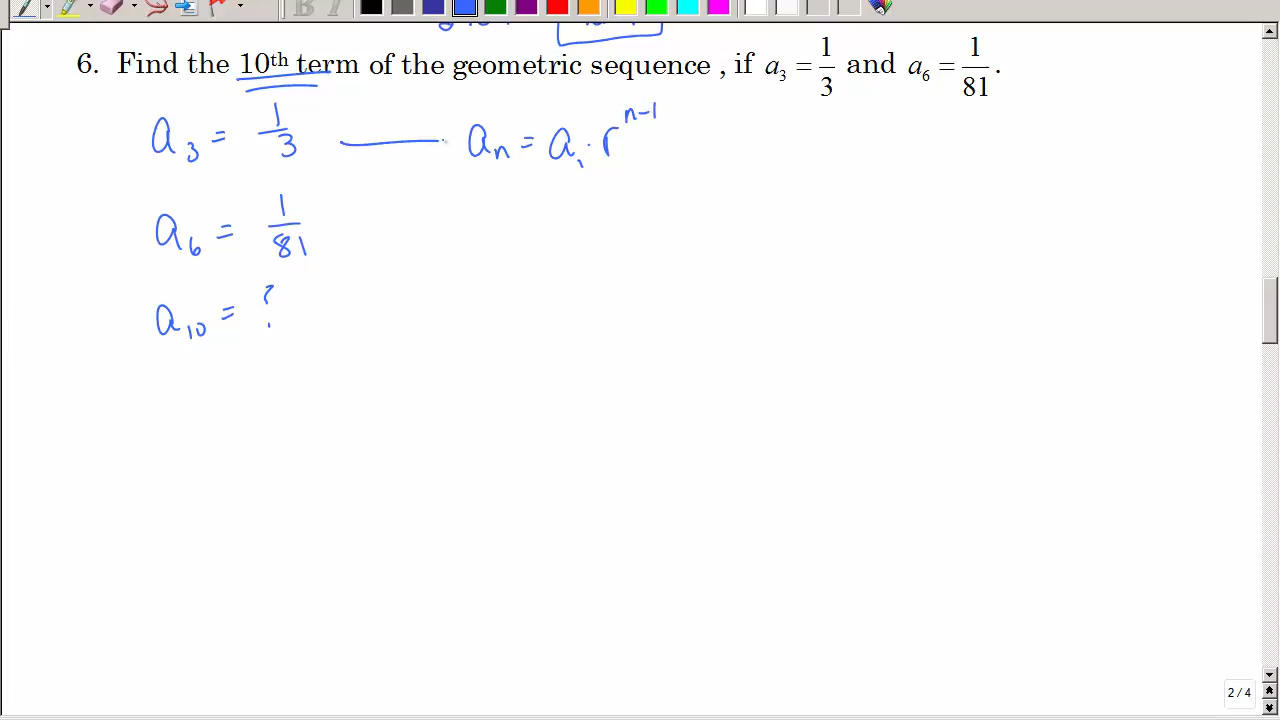 6. Find the 10th term of the geometric sequence , if a₃ = 1/3 and a₆ = 1/81.
a₃ = 1/3 — aₙ = a₁ · rⁿ⁻¹
a₆ = 1/81
a₁₀ = ?
2 / 4